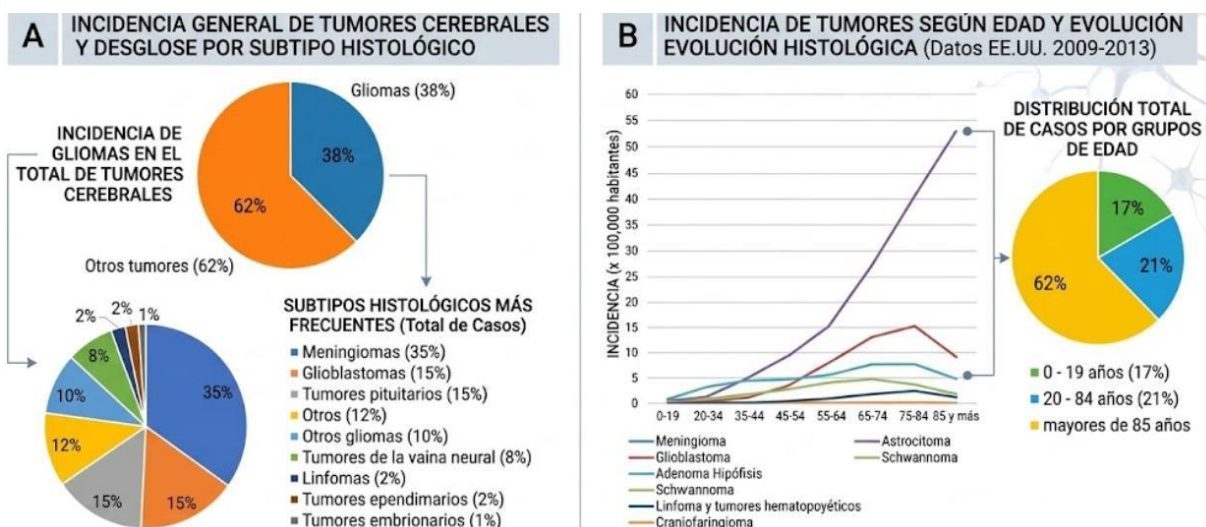 A
INCIDENCIA GENERAL DE TUMORES CEREBRALES
Y DESGLOSE POR SUBTIPO HISTOLÓGICO
Gliomas (38%)
INCIDENCIA DE
GLIOMAS EN EL
TOTAL DE TUMORES
CEREBRALES
38%
62%
Otros tumores (62%)
SUBTIPOS HISTOLÓGICOS MÁS
FRECUENTES (Total de Casos)
2%
2%
1%
8%
10%
12%
15%
15%
35%
Meningiomas (35%)
Glioblastomas (15%)
Tumores pituitarios (15%)
Otros (12%)
Otros gliomas (10%)
Tumores de la vaina neural (8%)
Linfomas (2%)
Tumores ependimarios (2%)
Tumores embrionarios (1%)
B
INCIDENCIA DE TUMORES SEGÚN EDAD Y EVOLUCIÓN
EVOLUCIÓN HISTOLÓGICA (Datos EE.UU. 2009-2013)
INCIDENCIA (x 100,000 habitantes)
60
55
50
45
40
35
30
25
20
15
10
5
0
0-19 20-34 35-44 45-54 55-64 65-74 75-84 85 y más
Meningioma
Glioblastoma
Adenoma Hipófisis
Schwannoma
Linfoma y tumores hematopoyéticos
Craniofaringioma
Astrocitoma
Schwannoma
DISTRIBUCIÓN TOTAL
DE CASOS POR GRUPOS
DE EDAD
17%
21%
62%
0 - 19 años (17%)
20 - 84 años (21%)
mayores de 85 años